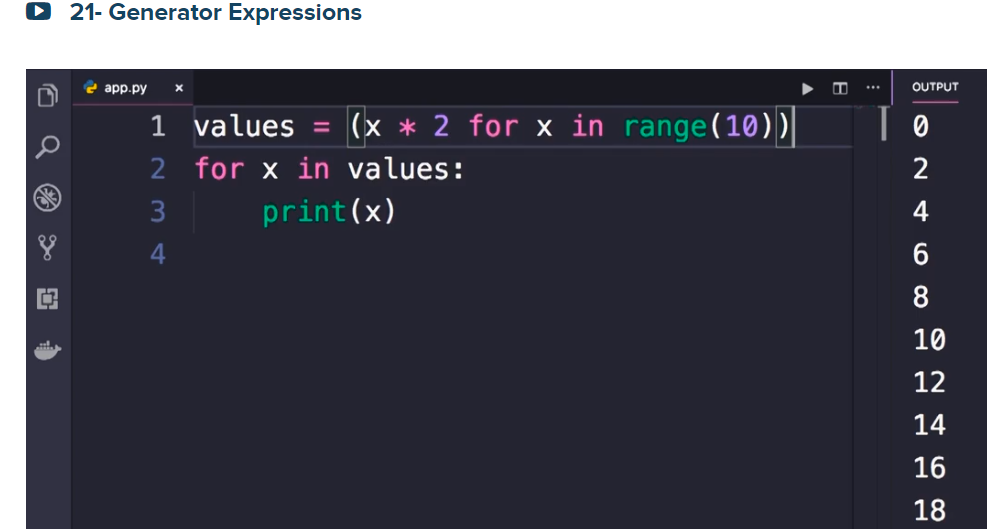 21- Generator Expressions
app.py × OUTPUT
1 values = (x * 2 for x in range(10))
2 for x in values:
3     print(x)
4
0
2
4
6
8
10
12
14
16
18